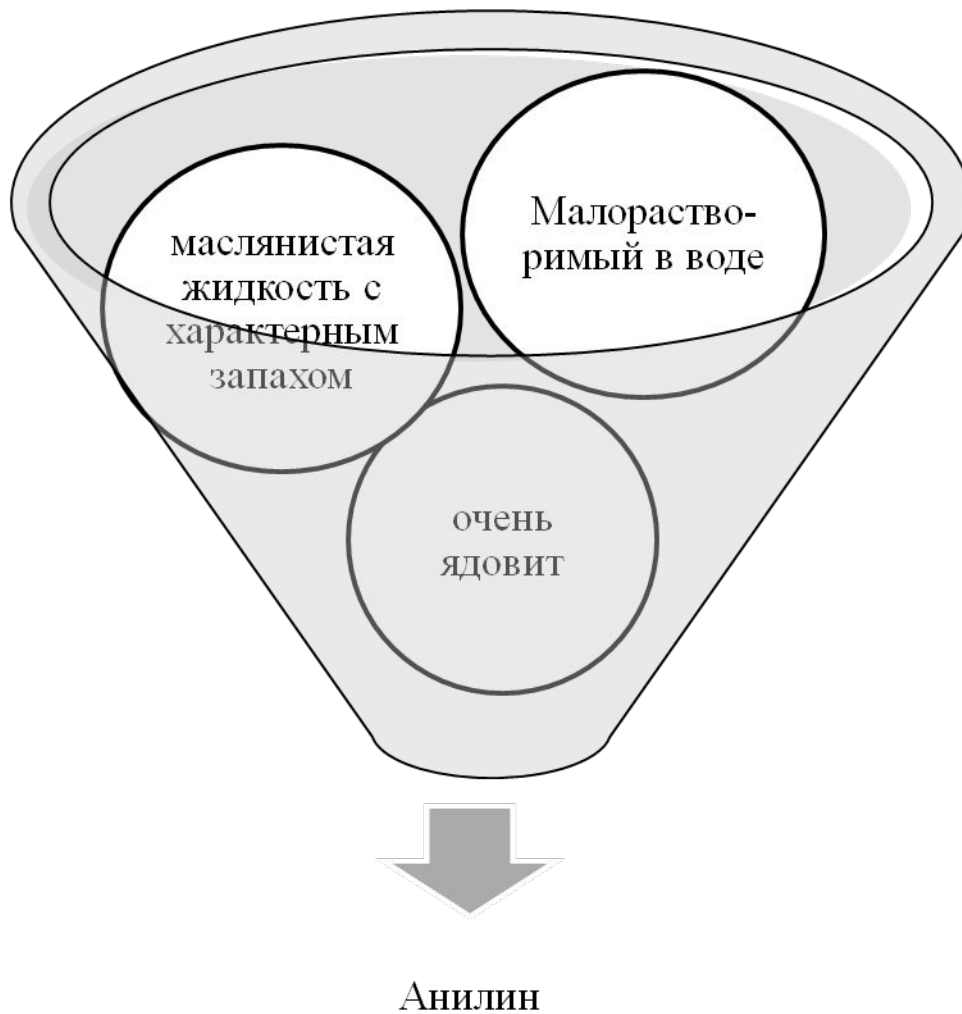 маслянистая
жидкость с
характерным
запахом
Малораство-
римый в воде
очень
ядовит
Анилин